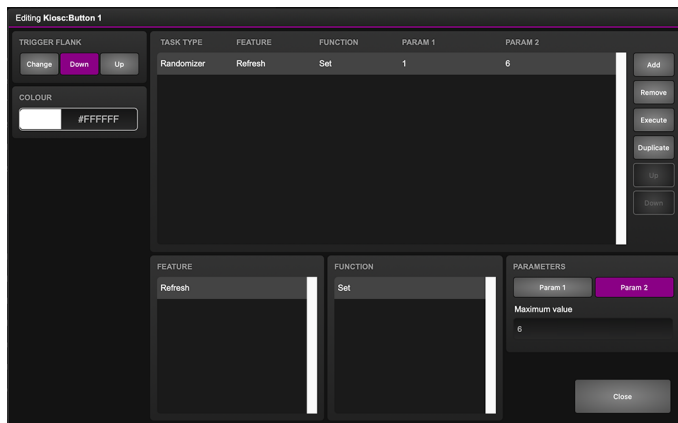 Editing Kiosc:Button 1
TRIGGER FLANK
Change Down Up
COLOUR
#FFFFFF
TASK TYPE FEATURE FUNCTION PARAM 1 PARAM 2
Randomizer Refresh Set 1 6
Add
Remove
Execute
Duplicate
Up
Down
FEATURE
Refresh
FUNCTION
Set
PARAMETERS
Param 1 Param 2
Maximum value
6
Close